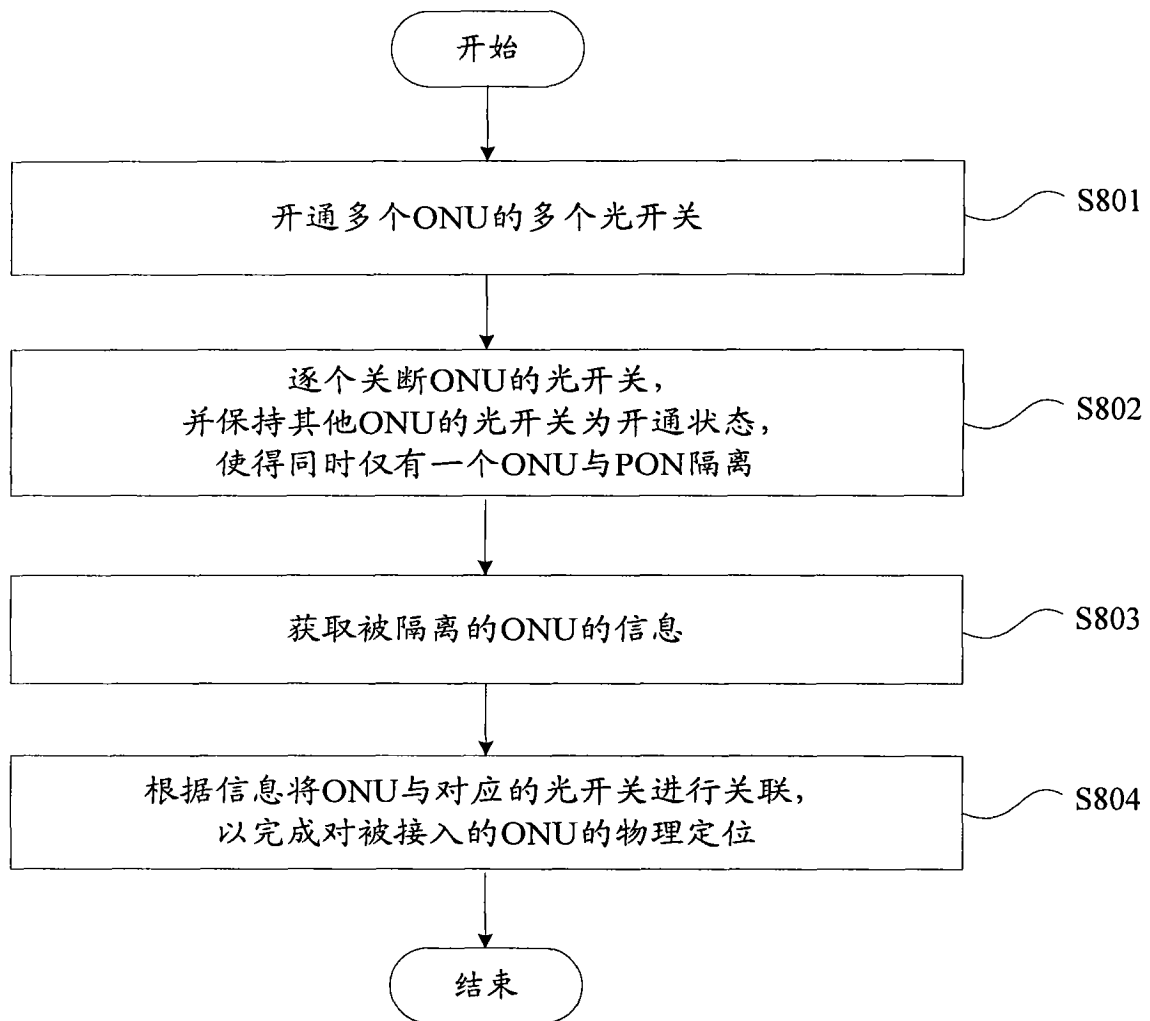 开始
开通多个ONU的多个光开关
S801
逐个关断ONU的光开关，
并保持其他ONU的光开关为开通状态，
使得同时仅有一个ONU与PON隔离
S802
获取被隔离的ONU的信息
S803
根据信息将ONU与对应的光开关进行关联，
以完成对被接入的ONU的物理定位
S804
结束